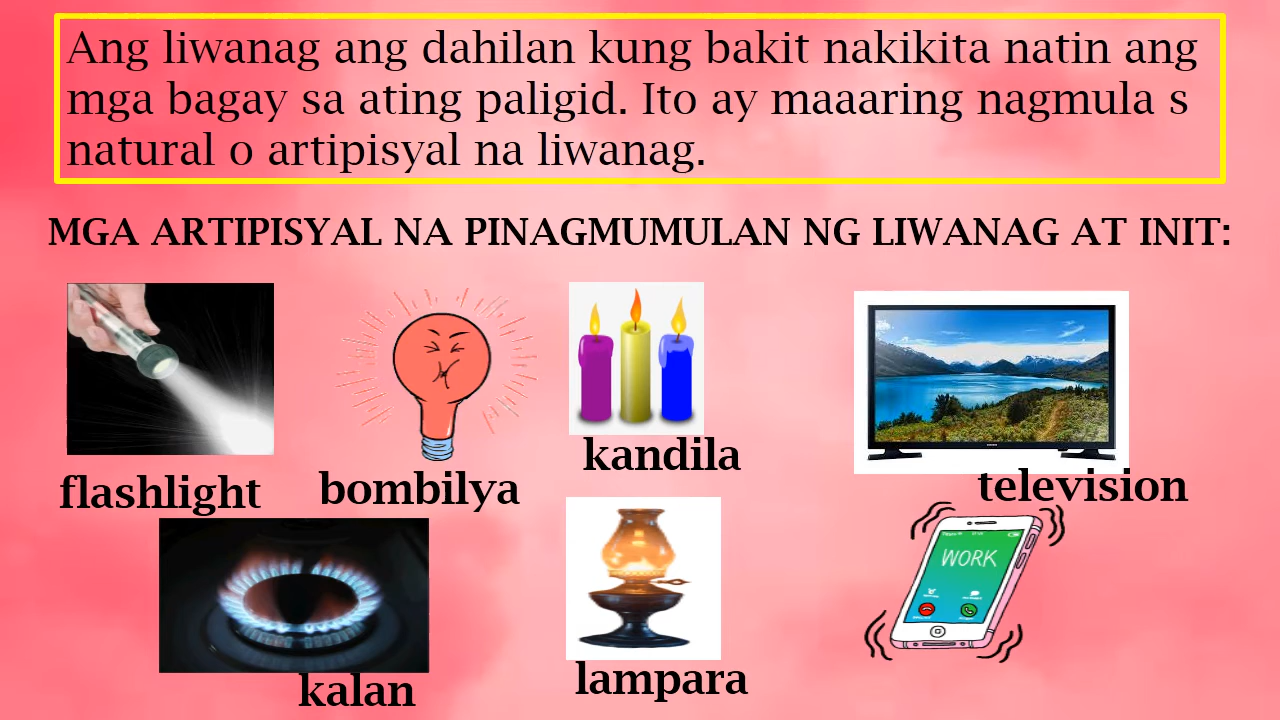 Ang liwanag ang dahilan kung bakit nakikita natin ang
mga bagay sa ating paligid. Ito ay maaaring nagmula s
natural o artipisyal na liwanag.
MGA ARTIPISYAL NA PINAGMUMULAN NG LIWANAG AT INIT:
flashlight
bombilya
kandila
television
kalan
lampara
WORK